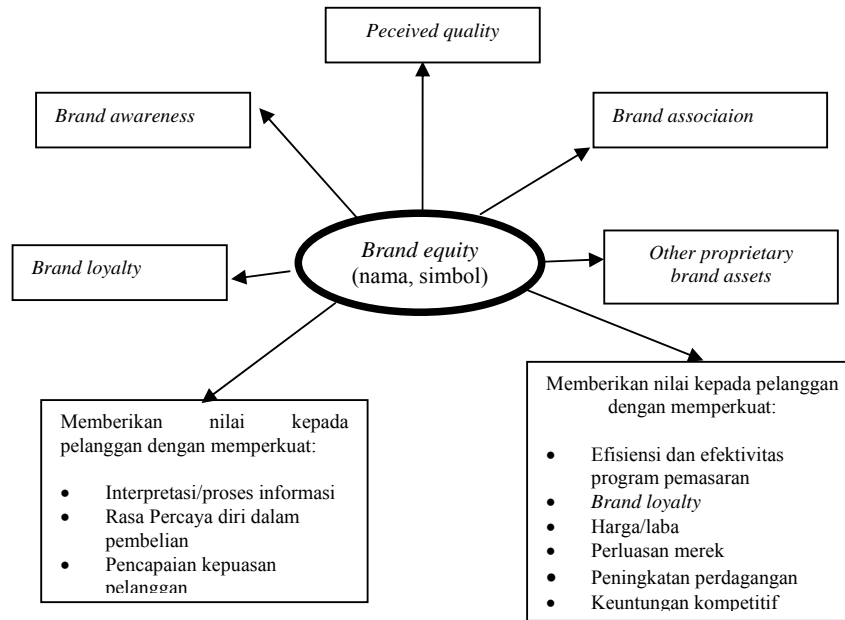 Peceived quality
Brand awareness
Brand associaion
Brand equity
(nama, simbol)
Brand loyalty
Other proprietary
brand assets
Memberikan nilai kepada
pelanggan dengan memperkuat:
• Interpretasi/proses informasi
• Rasa Percaya diri dalam
pembelian
• Pencapaian kepuasan
pelanggan
Memberikan nilai kepada pelanggan
dengan memperkuat:
• Efisiensi dan efektivitas
program pemasaran
• Brand loyalty
• Harga/laba
• Perluasan merek
• Peningkatan perdagangan
• Keuntungan kompetitif